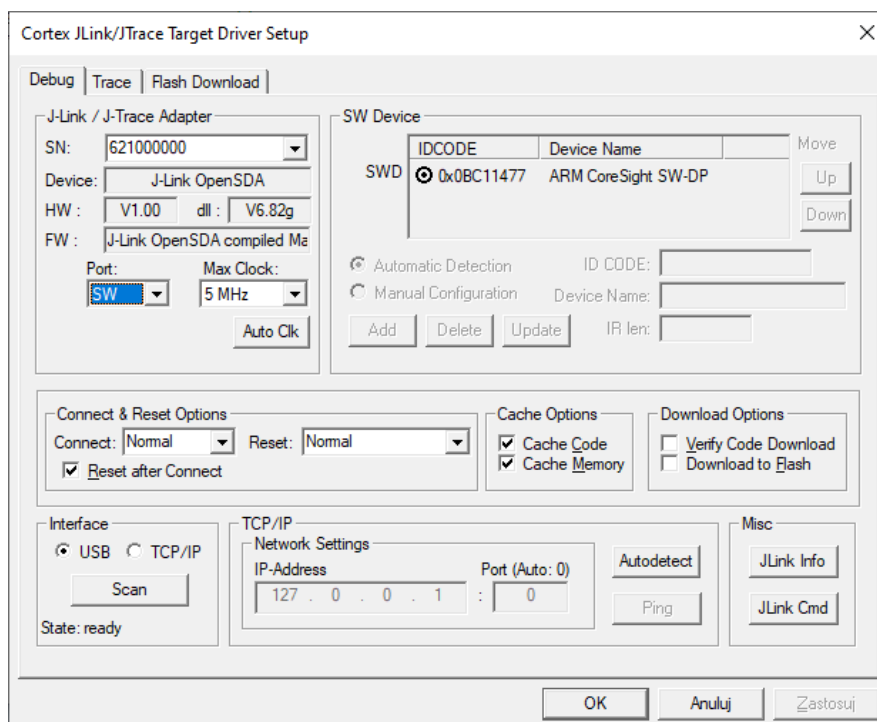 Cortex JLink/JTrace Target Driver Setup
Debug Trace Flash Download
J-Link / J-Trace Adapter
SN: 621000000
Device: J-Link OpenSDA
HW : V1.00 dll : V6.82g
FW : J-Link OpenSDA compiled Ma
Port: Max Clock:
SW 5 MHz
Auto Clk
SW Device
IDCODE Device Name
SWD 0x0BC11477 ARM CoreSight SW-DP
Move
Up
Down
Automatic Detection ID CODE:
Manual Configuration Device Name:
Add Delete Update IR len:
Connect & Reset Options
Connect: Normal Reset: Normal
Reset after Connect
Cache Options
Cache Code
Cache Memory
Download Options
Verify Code Download
Download to Flash
Interface
USB TCP/IP
Scan
State: ready
TCP/IP
Network Settings
IP-Address Port (Auto: 0)
127 . 0 . 0 . 1 : 0
Autodetect
Ping
Misc
JLink Info
JLink Cmd
OK Anuluj Zastosuj